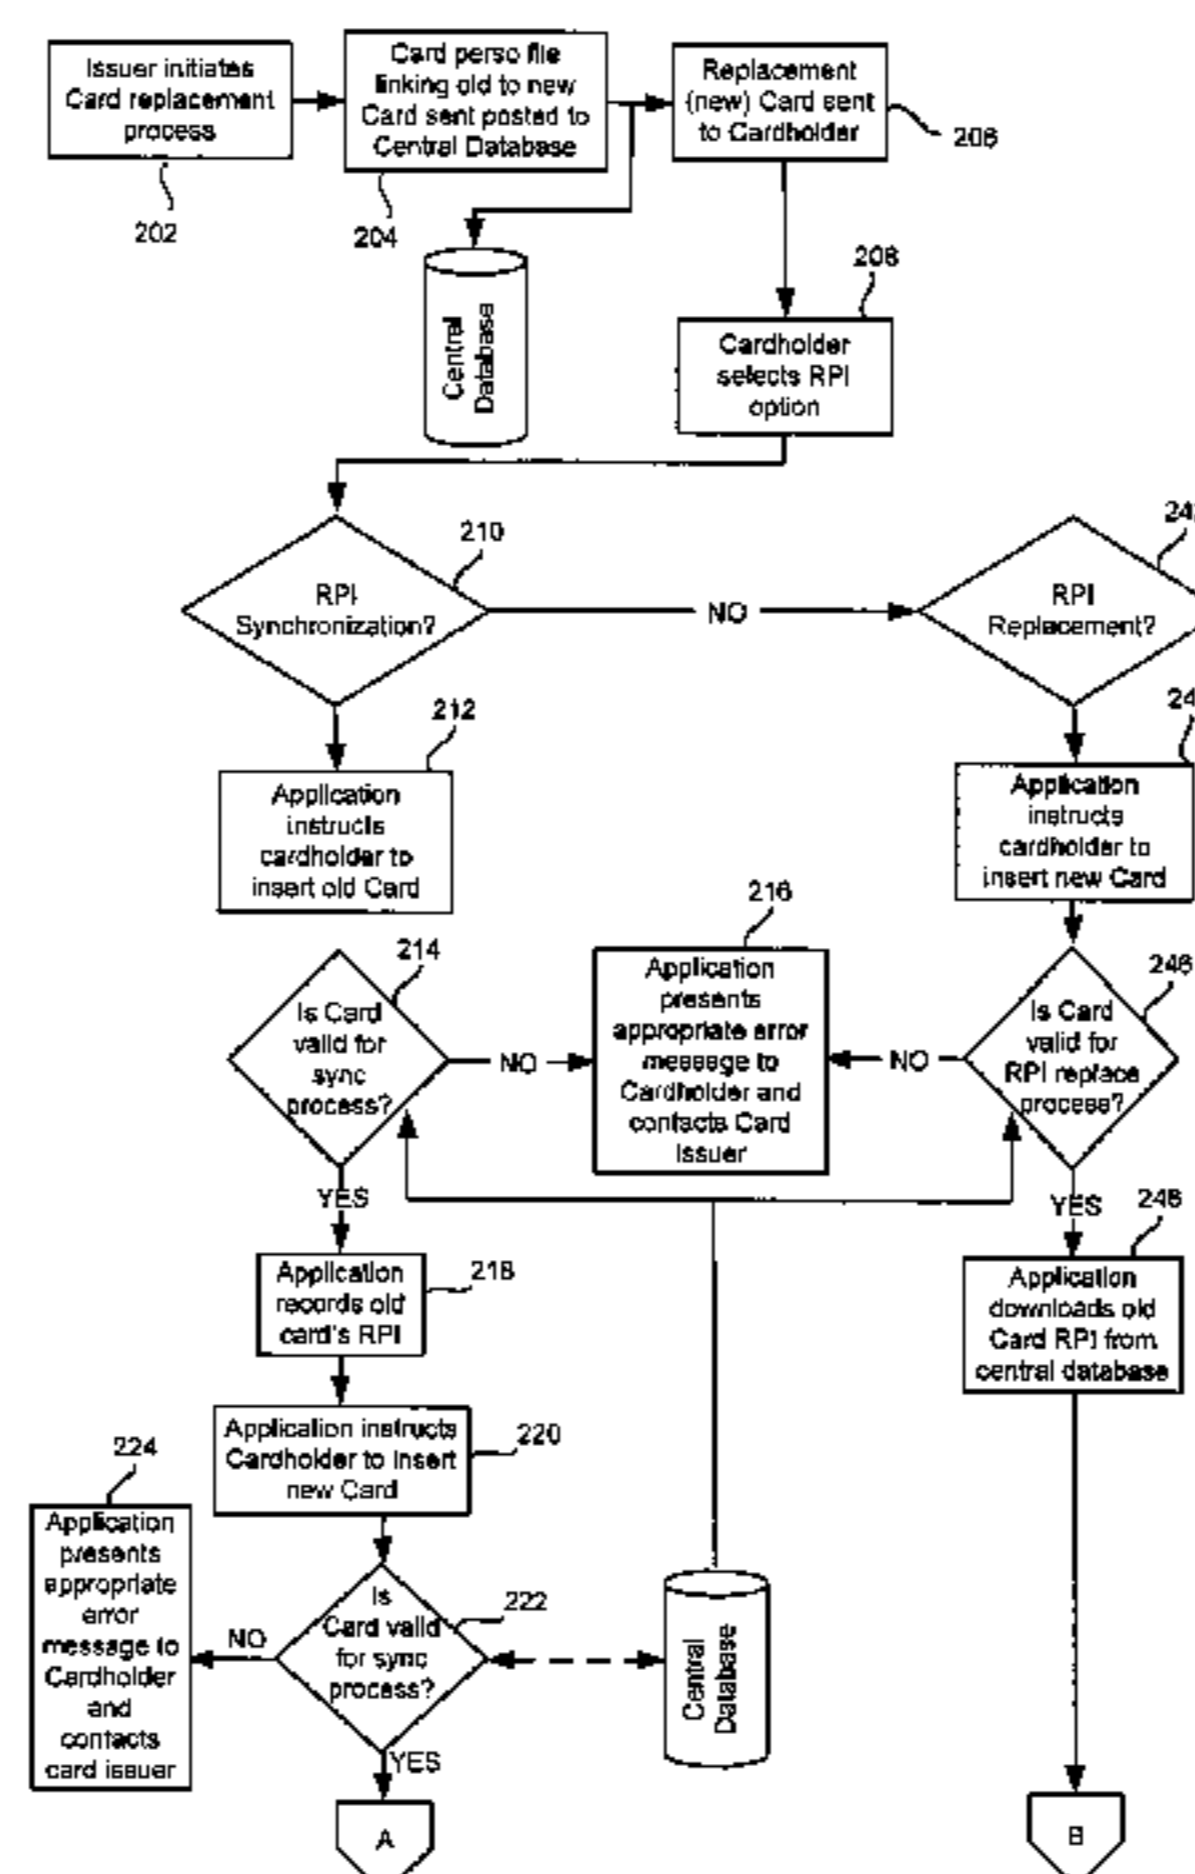 Issuer initiates
Card replacement
process
202
Card perso file
linking old to new
Card sent posted to
Central Database
204
Replacement
(new) Card sent
to Cardholder
206
Central
Database
208
Cardholder
selects RPI
option
210
RPI
Synchronization?
NO
RPI
Replacement?
212
Application
instructs
cardholder to
insert old Card
Application
instructs
cardholder to
insert new Card
214
Is Card
valid for
sync
process?
NO
216
Application
presents
appropriate error
message to
Cardholder and
contacts Card
Issuer
NO
246
Is Card
valid for
RPI replace
process?
YES
YES
218
Application
records old
card's RPI
248
Application
downloads old
Card RPI from
central database
220
Application instructs
Cardholder to insert
new Card
224
Application
presents
appropriate
error
message to
Cardholder
and
contacts
card issuer
NO
222
Is
Card valid
for sync
process?
Central
Database
YES
A
B